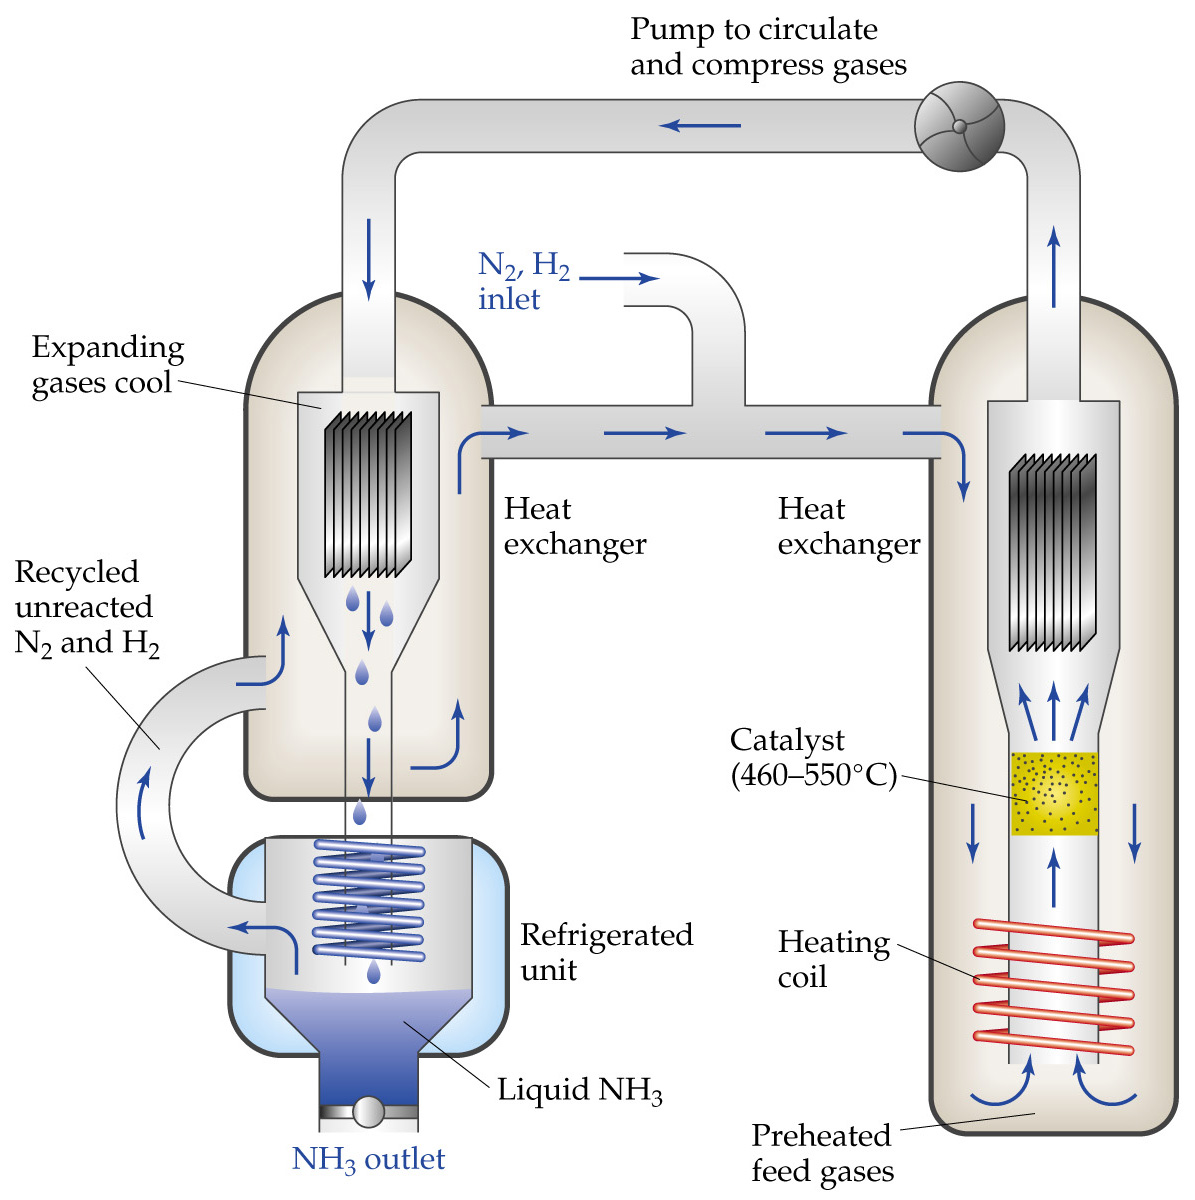 Pump to circulate
and compress gases
N₂, H₂
inlet
Expanding
gases cool
Heat
exchanger
Heat
exchanger
Recycled
unreacted
N₂ and H₂
Catalyst
(460–550°C)
Refrigerated
unit
Heating
coil
Liquid NH₃
Preheated
feed gases
NH₃ outlet